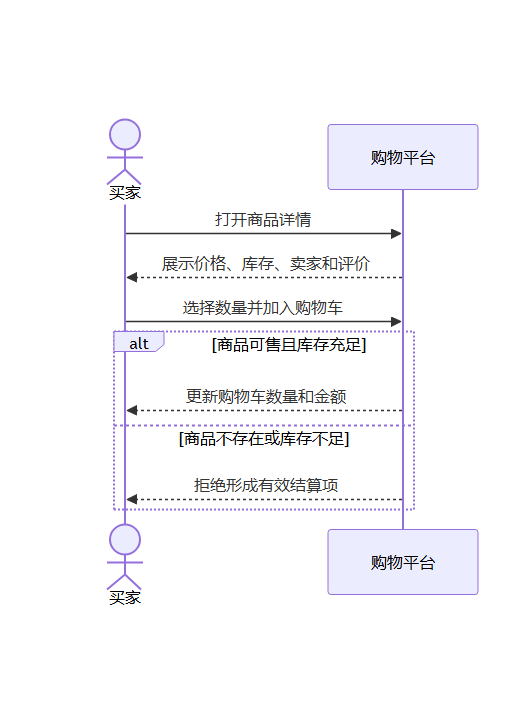 买家
购物平台
打开商品详情
展示价格、库存、卖家和评价
选择数量并加入购物车
alt
[商品可售且库存充足]
更新购物车数量和金额
[商品不存在或库存不足]
拒绝形成有效结算项
买家
购物平台